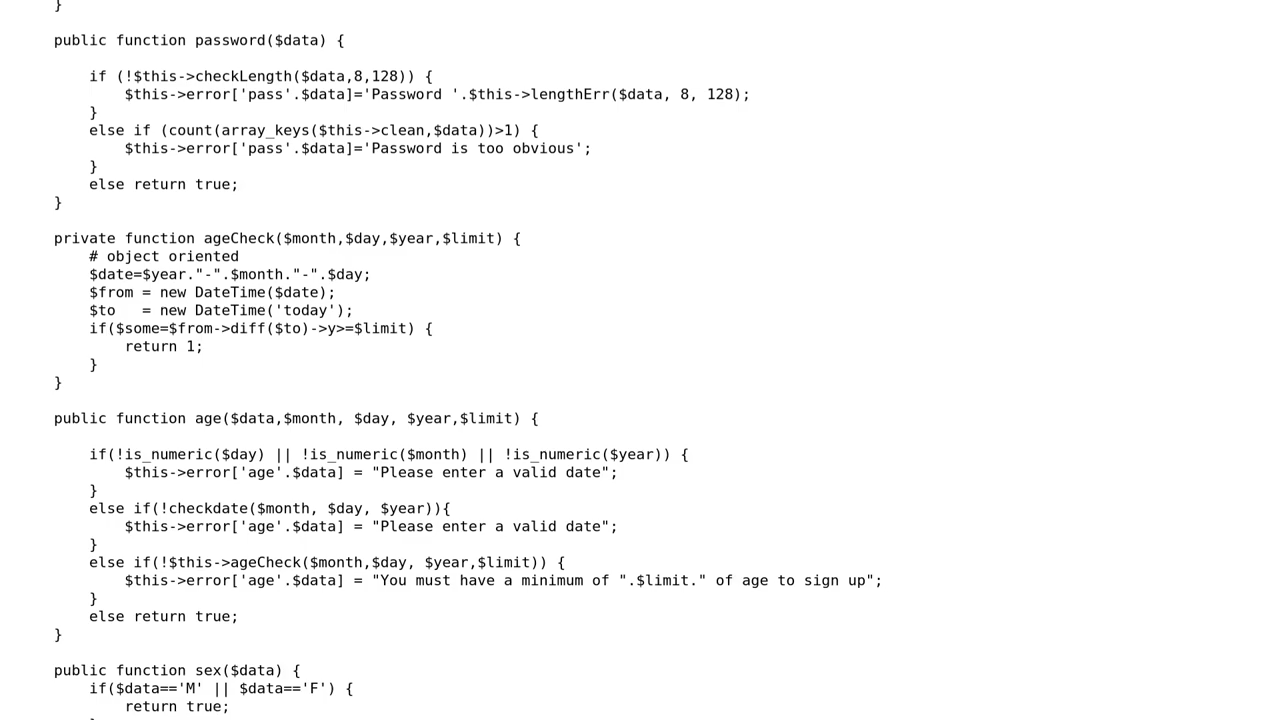 }
public function password($data) {
if (!$this->checkLength($data,8,128)) {
$this->error['pass'.$data]='Password '.$this->lengthErr($data, 8, 128);
}
else if (count(array_keys($this->clean,$data))>1) {
$this->error['pass'.$data]='Password is too obvious';
}
else return true;
}
private function ageCheck($month,$day,$year,$limit) {
# object oriented
$date=$year."-".$month."-".$day;
$from = new DateTime($date);
$to   = new DateTime('today');
if($some=$from->diff($to)->y>=$limit) {
return 1;
}
}
public function age($data,$month, $day, $year,$limit) {
if(!is_numeric($day) || !is_numeric($month) || !is_numeric($year)) {
$this->error['age'.$data] = "Please enter a valid date";
}
else if(!checkdate($month, $day, $year)){
$this->error['age'.$data] = "Please enter a valid date";
}
else if(!$this->ageCheck($month,$day, $year,$limit)) {
$this->error['age'.$data] = "You must have a minimum of ".$limit." of age to sign up";
}
else return true;
}
public function sex($data) {
if($data=='M' || $data=='F') {
return true;